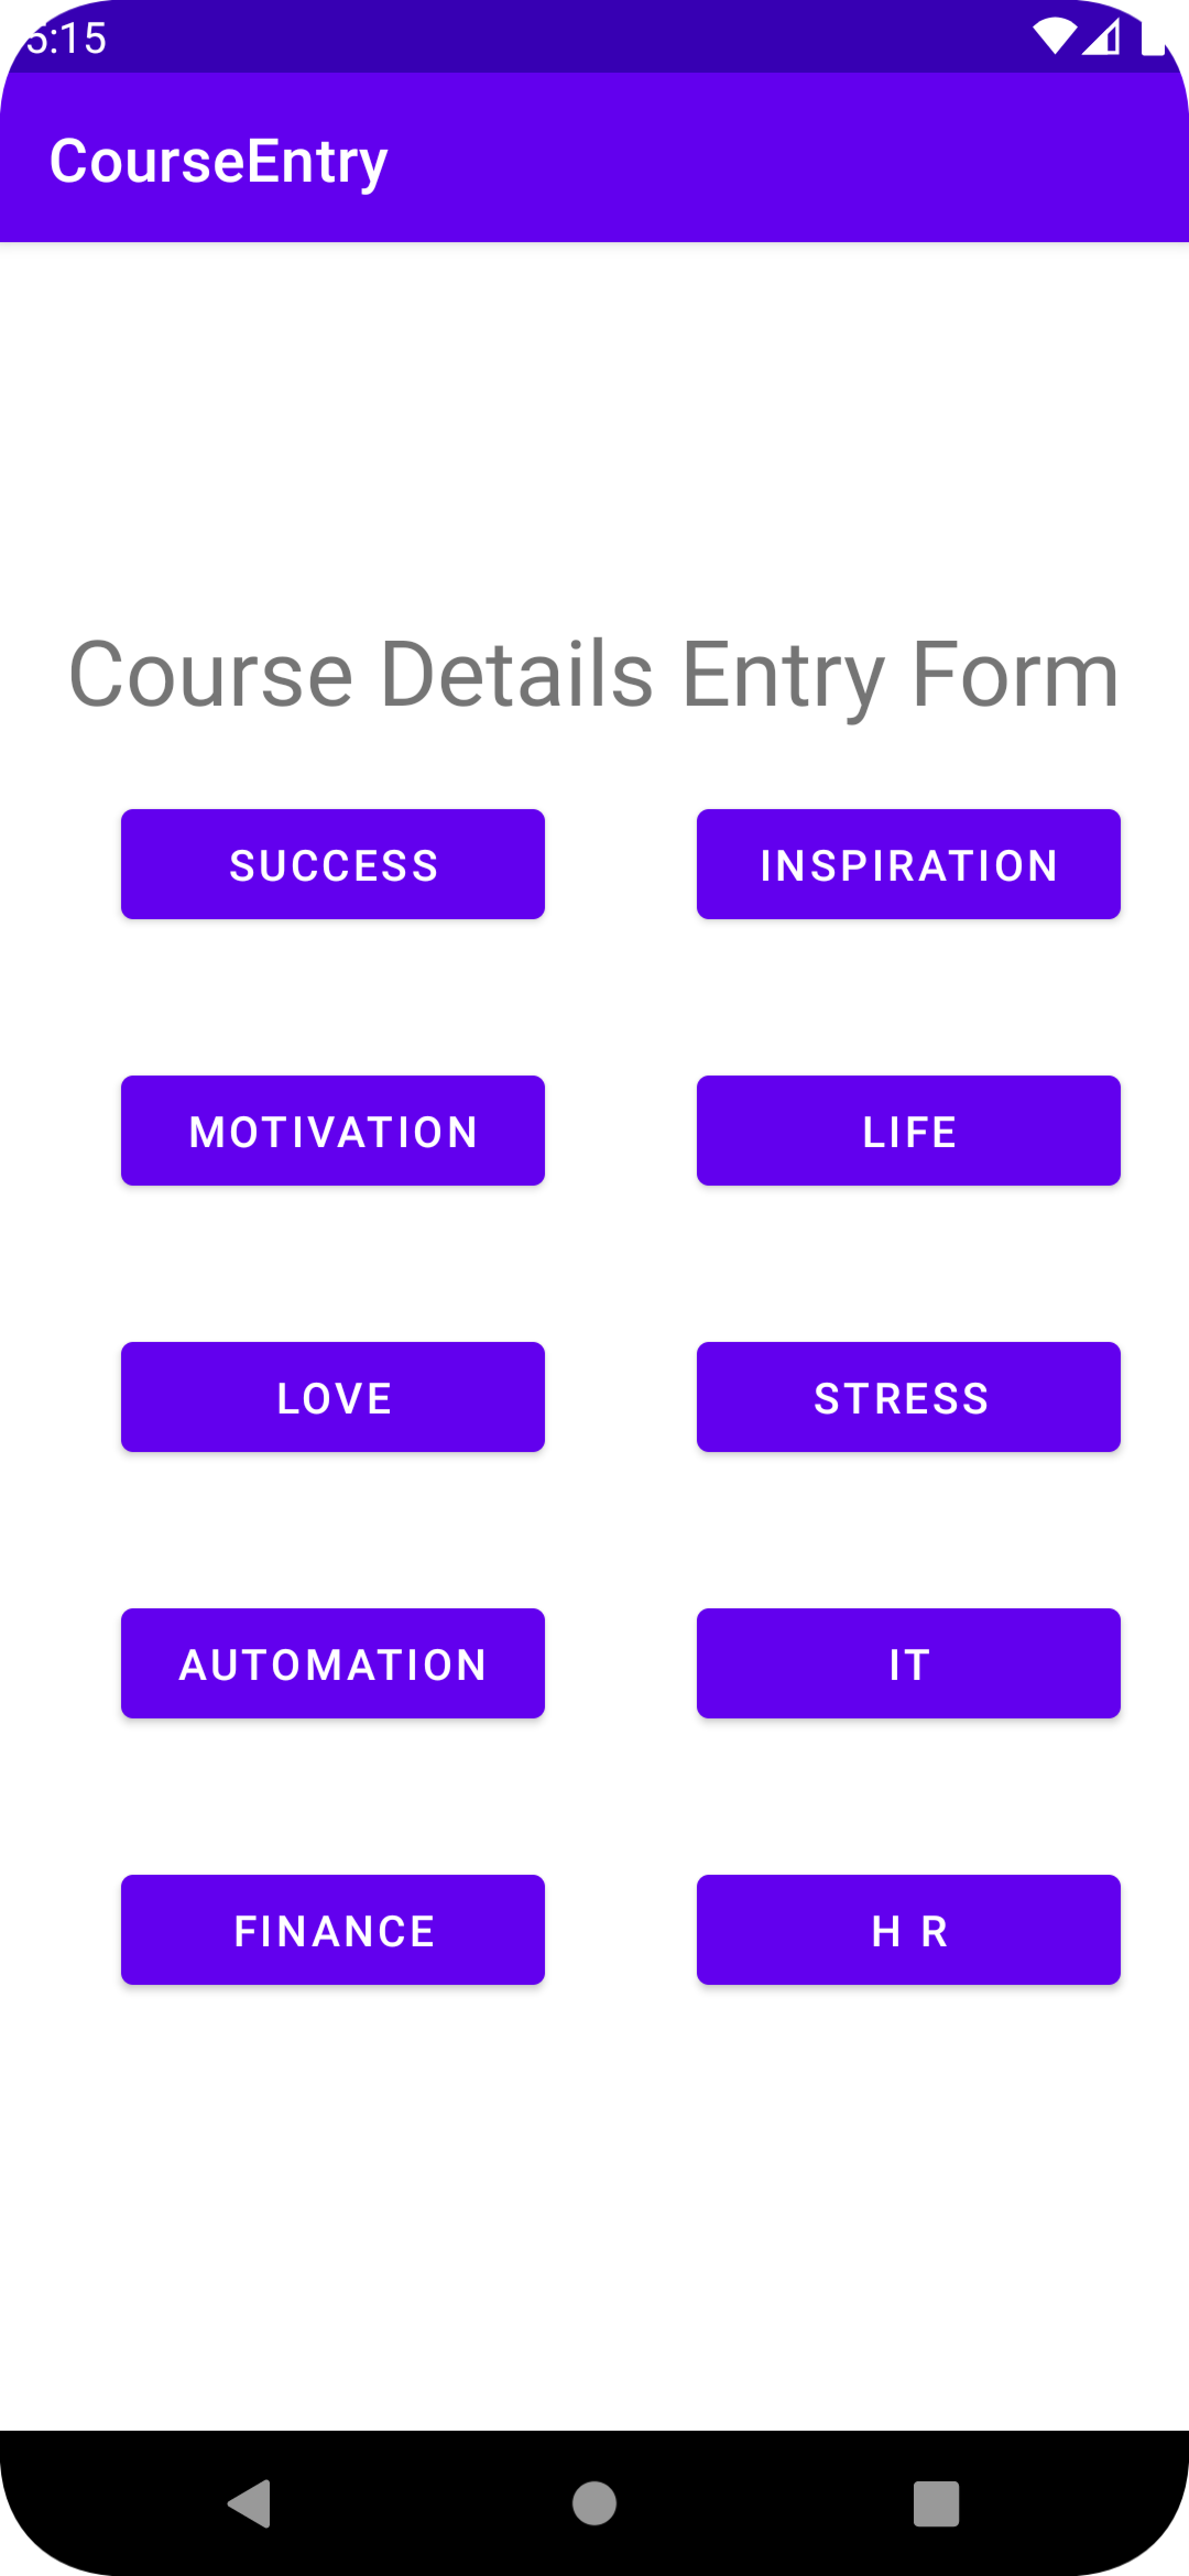 5:15
CourseEntry
Course Details Entry Form
SUCCESS INSPIRATION
MOTIVATION LIFE
LOVE STRESS
AUTOMATION IT
FINANCE H R